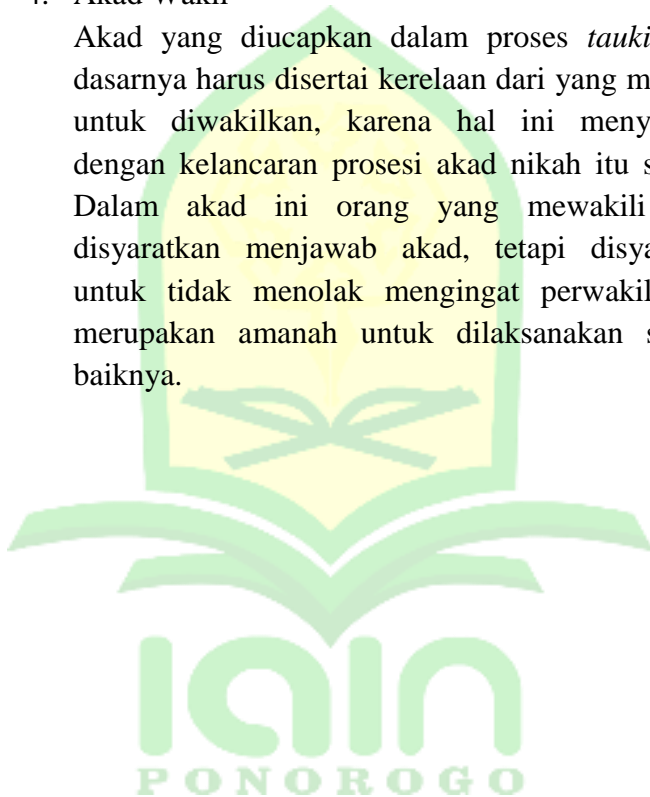 4. Akad Wakil
Akad yang diucapkan dalam proses tauki
dasarnya harus disertai kerelaan dari yang m
untuk diwakilkan, karena hal ini meny
dengan kelancaran prosesi akad nikah itu s
Dalam akad ini orang yang mewakili
disyaratkan menjawab akad, tetapi disya
untuk tidak menolak mengingat perwakil
merupakan amanah untuk dilaksanakan s
baiknya.
iain
PONOROGO